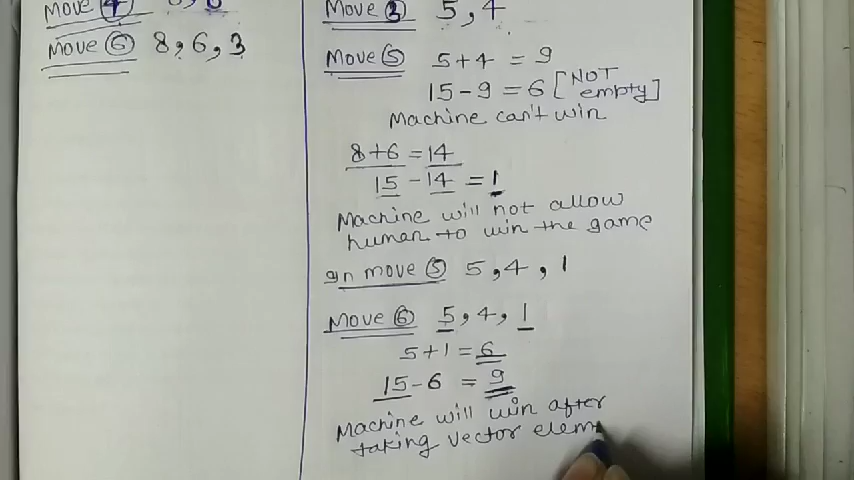 Move ④ 8, 6
Move ⑥ 8, 6, 3
Move ③ 5, 4
Move ⑤ 5+4 = 9
15-9 = 6 [NOT empty]
Machine can't win
8+6 = 14
15-14 = 1
Machine will not allow
human to win the game
In move ⑤ 5, 4, 1
Move ⑥ 5, 4, 1
5+1 = 6
15-6 = 9
Machine will win after
taking vector elem